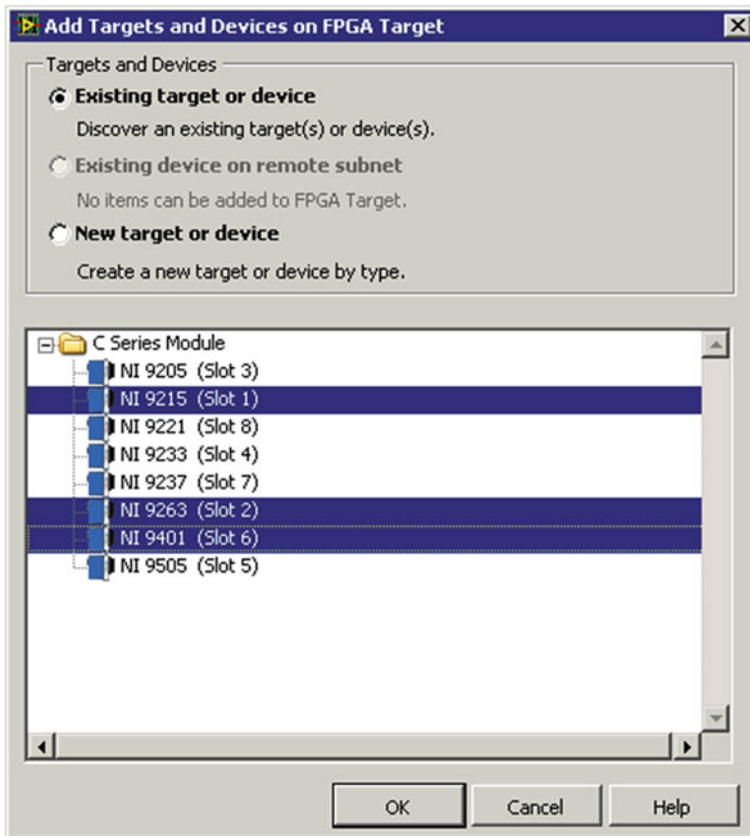 Add Targets and Devices on FPGA Target
Targets and Devices
Existing target or device
Discover an existing target(s) or device(s).
Existing device on remote subnet
No items can be added to FPGA Target.
New target or device
Create a new target or device by type.
C Series Module
NI 9205 (Slot 3)
NI 9215 (Slot 1)
NI 9221 (Slot 8)
NI 9233 (Slot 4)
NI 9237 (Slot 7)
NI 9263 (Slot 2)
NI 9401 (Slot 6)
NI 9505 (Slot 5)
OK Cancel Help